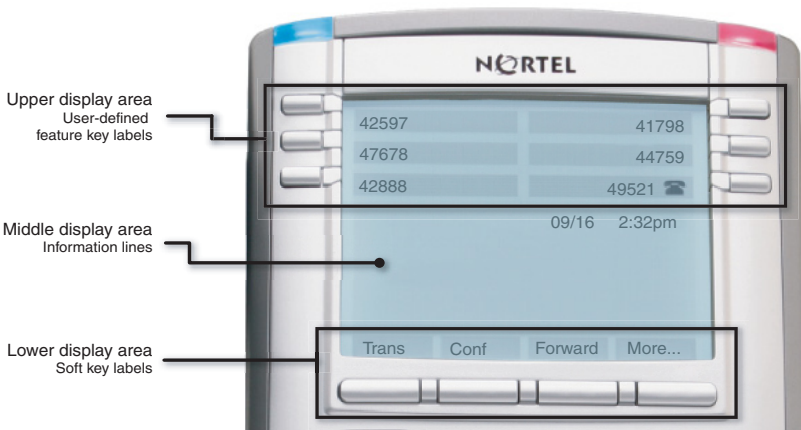 NORTEL
Upper display area
User-defined
feature key labels
42597 41798
47678 44759
42888 49521
09/16 2:32pm
Middle display area
Information lines
Lower display area
Soft key labels
Trans Conf Forward More...